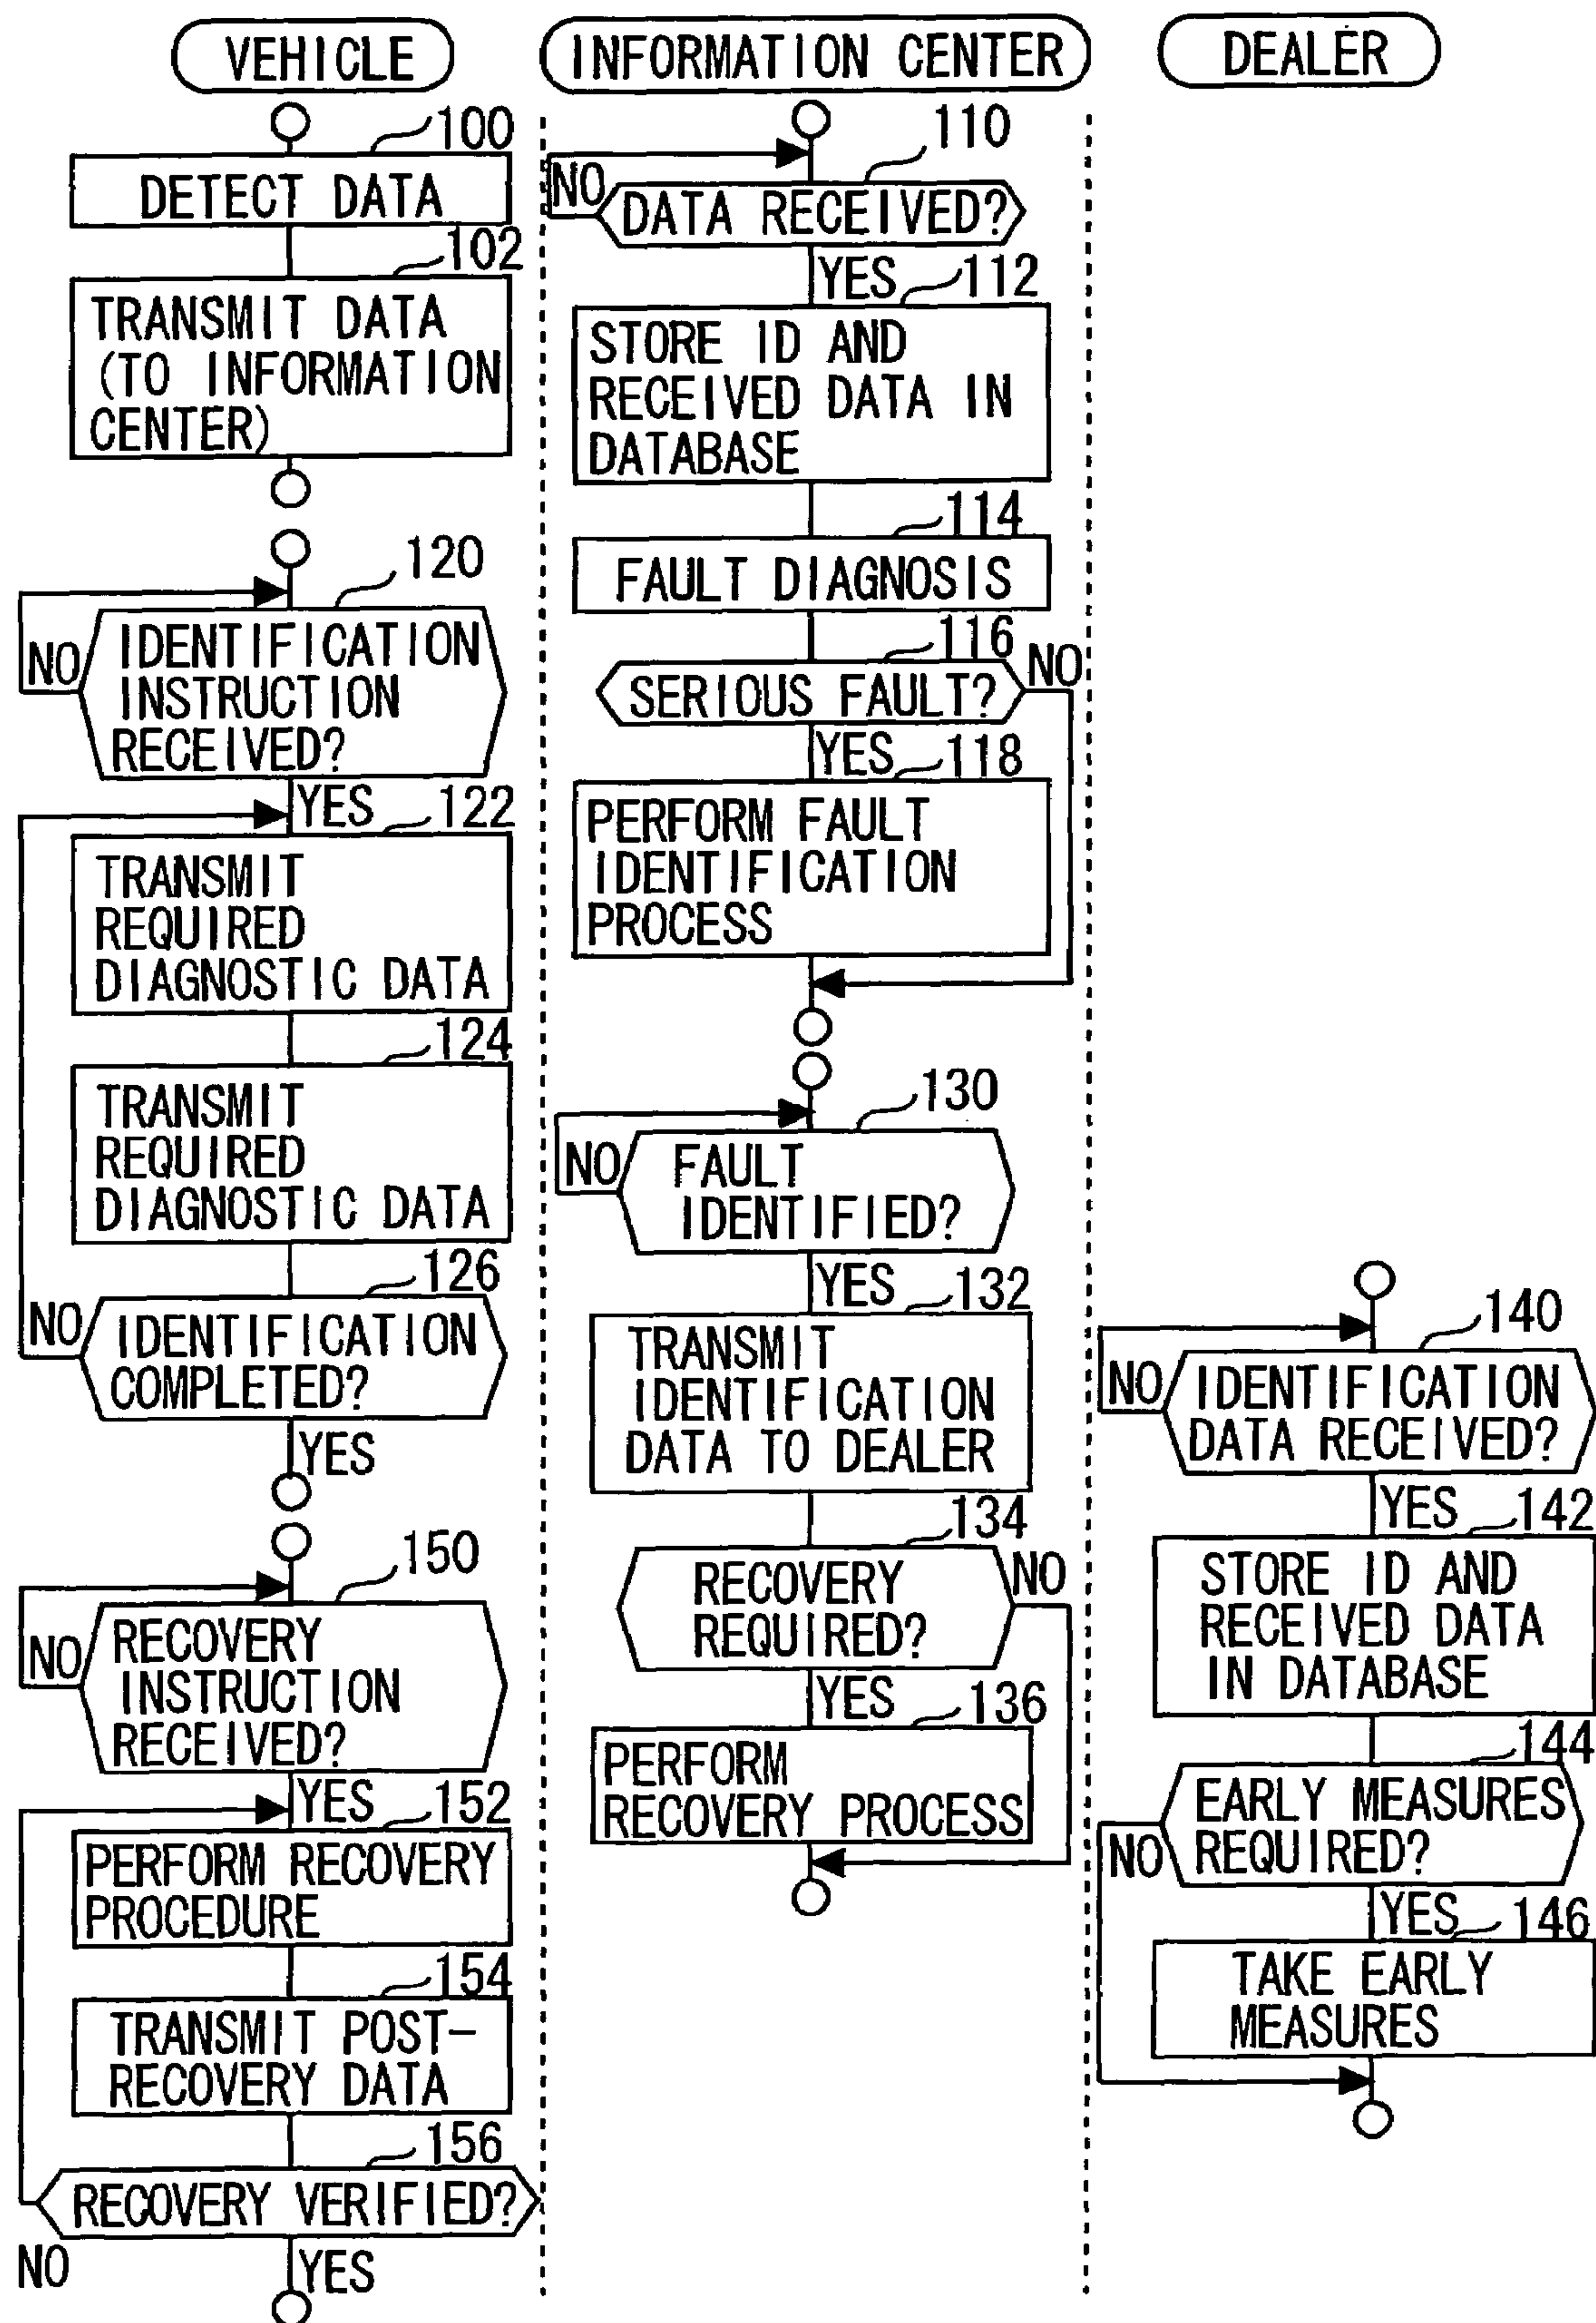 VEHICLE
100
DETECT DATA
102
TRANSMIT DATA
(TO INFORMATION
CENTER)
120
IDENTIFICATION
INSTRUCTION
RECEIVED?
NO
YES
122
TRANSMIT
REQUIRED
DIAGNOSTIC DATA
124
TRANSMIT
REQUIRED
DIAGNOSTIC DATA
126
NO
IDENTIFICATION
COMPLETED?
YES
150
NO
RECOVERY
INSTRUCTION
RECEIVED?
YES
152
PERFORM RECOVERY
PROCEDURE
154
TRANSMIT POST-
RECOVERY DATA
156
RECOVERY VERIFIED?
NO
YES
INFORMATION CENTER
110
NO
DATA RECEIVED?
YES
112
STORE ID AND
RECEIVED DATA IN
DATABASE
114
FAULT DIAGNOSIS
116
NO
SERIOUS FAULT?
YES
118
PERFORM FAULT
IDENTIFICATION
PROCESS
130
NO
FAULT
IDENTIFIED?
YES
132
TRANSMIT
IDENTIFICATION
DATA TO DEALER
134
RECOVERY
REQUIRED?
NO
YES
136
PERFORM
RECOVERY PROCESS
DEALER
140
NO
IDENTIFICATION
DATA RECEIVED?
YES
142
STORE ID AND
RECEIVED DATA
IN DATABASE
144
EARLY MEASURES
REQUIRED?
NO
YES
146
TAKE EARLY
MEASURES